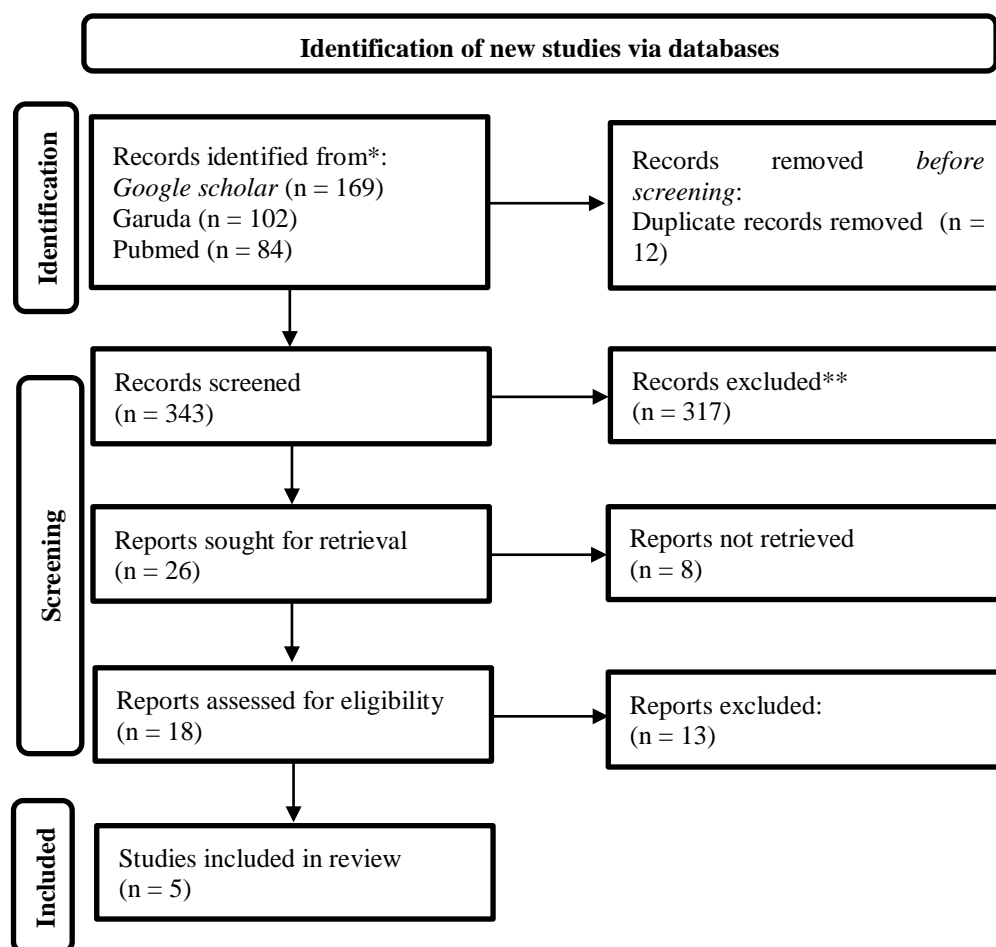 Identification of new studies via databases
Identification
Records identified from*:
Google scholar (n = 169)
Garuda (n = 102)
Pubmed (n = 84)
Records removed before
screening:
Duplicate records removed (n =
12)
Screening
Records screened
(n = 343)
Records excluded**
(n = 317)
Reports sought for retrieval
(n = 26)
Reports not retrieved
(n = 8)
Reports assessed for eligibility
(n = 18)
Reports excluded:
(n = 13)
Included
Studies included in review
(n = 5)